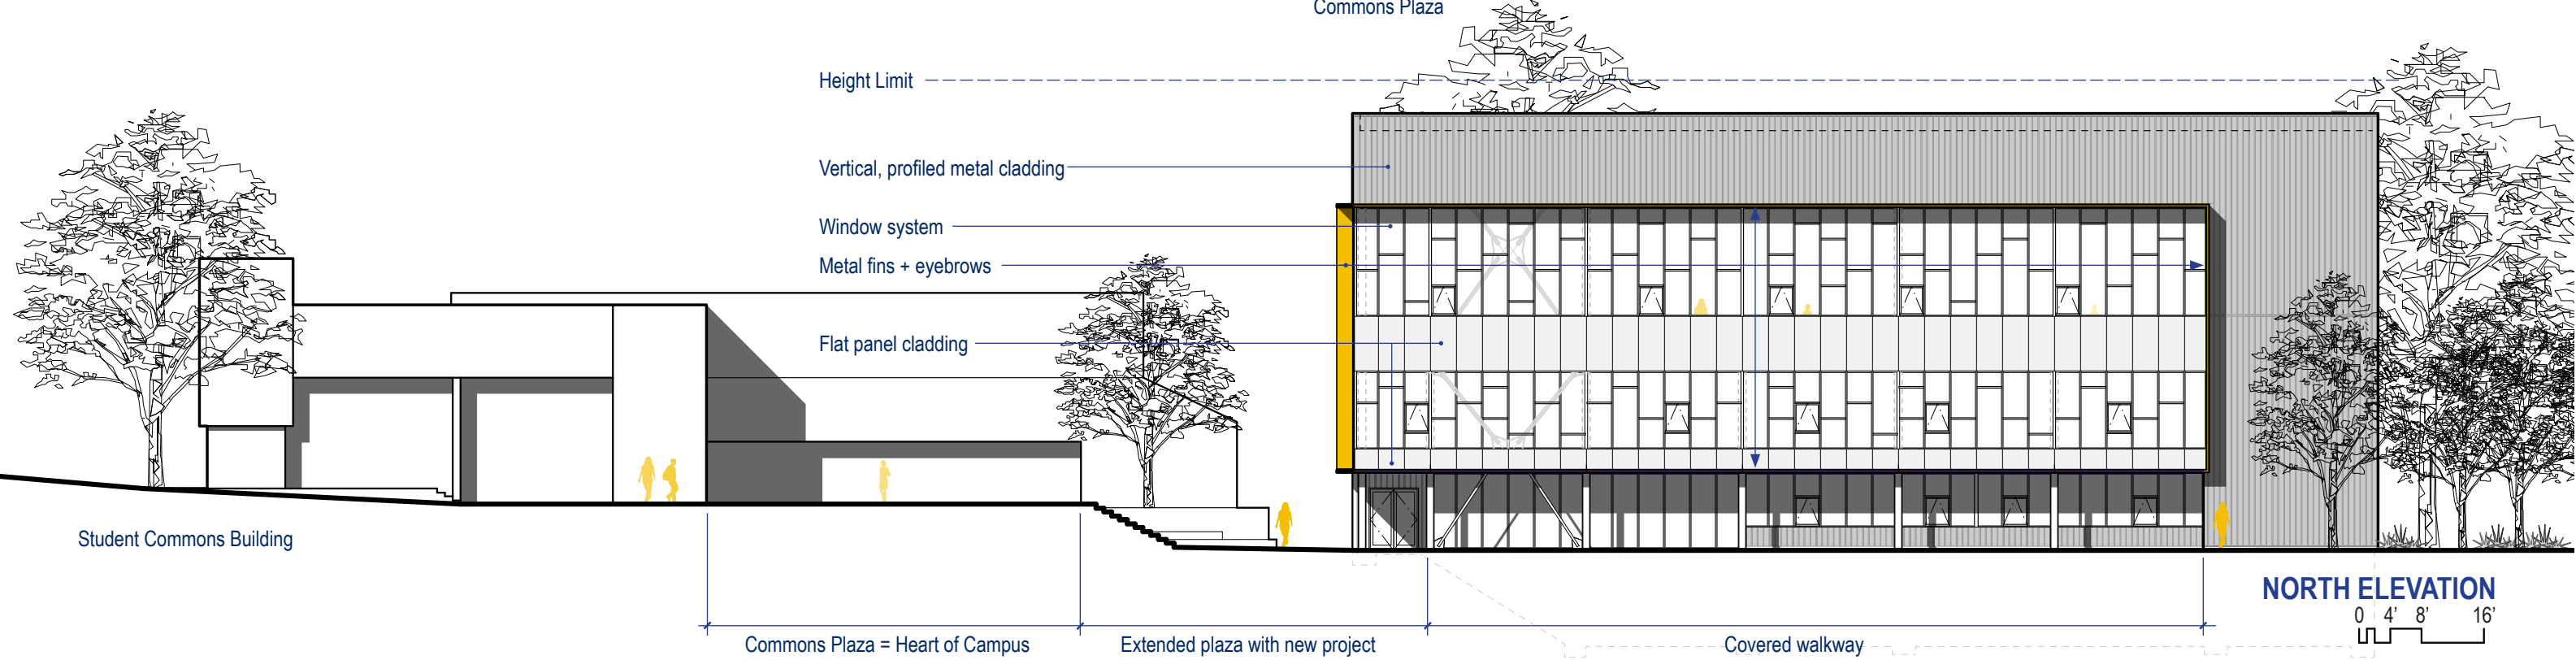 Commons Plaza
Height Limit
Vertical, profiled metal cladding
Window system
Metal fins + eyebrows
Flat panel cladding
Student Commons Building
NORTH ELEVATION
0 4' 8' 16'
Commons Plaza = Heart of Campus
Extended plaza with new project
Covered walkway